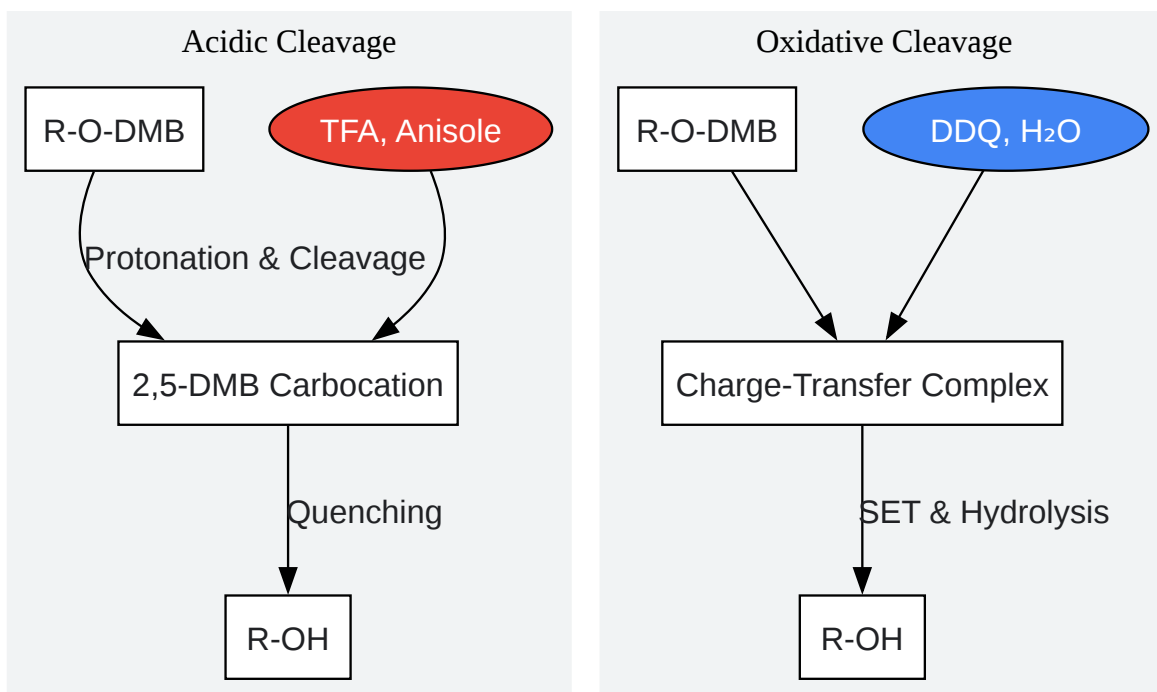 Acidic Cleavage
R-O-DMB
TFA, Anisole
Protonation & Cleavage
2,5-DMB Carbocation
Quenching
R-OH
Oxidative Cleavage
R-O-DMB
DDQ, H₂O
Charge-Transfer Complex
SET & Hydrolysis
R-OH